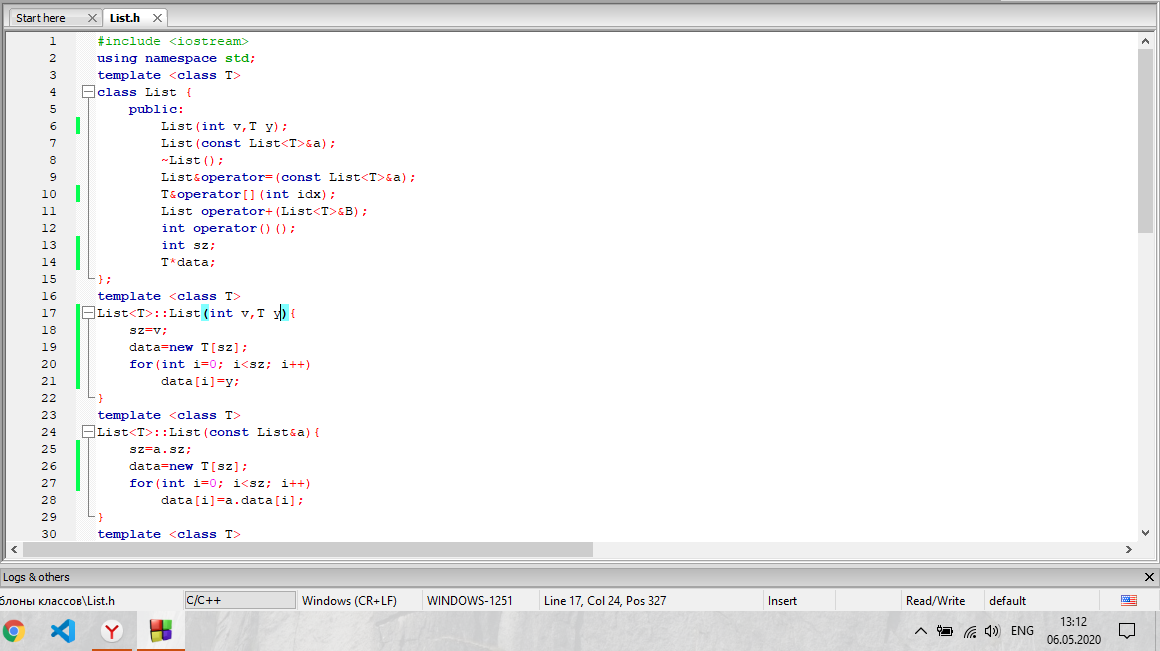 Start here
List.h
1 #include <iostream>
2 using namespace std;
3 template <class T>
4 class List {
5 public:
6 List(int v,T y);
7 List(const List<T>&a);
8 ~List();
9 List&operator=(const List<T>&a);
10 T&operator[](int idx);
11 List operator+(List<T>&B);
12 int operator()();
13 int sz;
14 T*data;
15 };
16 template <class T>
17 List<T>::List(int v,T y){
18 sz=v;
19 data=new T[sz];
20 for(int i=0; i<sz; i++)
21 data[i]=y;
22 }
23 template <class T>
24 List<T>::List(const List&a){
25 sz=a.sz;
26 data=new T[sz];
27 for(int i=0; i<sz; i++)
28 data[i]=a.data[i];
29 }
30 template <class T>
Logs & others
блоны классов\List.h C/C++ Windows (CR+LF) WINDOWS-1251 Line 17, Col 24, Pos 327 Insert Read/Write default
ENG
13:12
06.05.2020